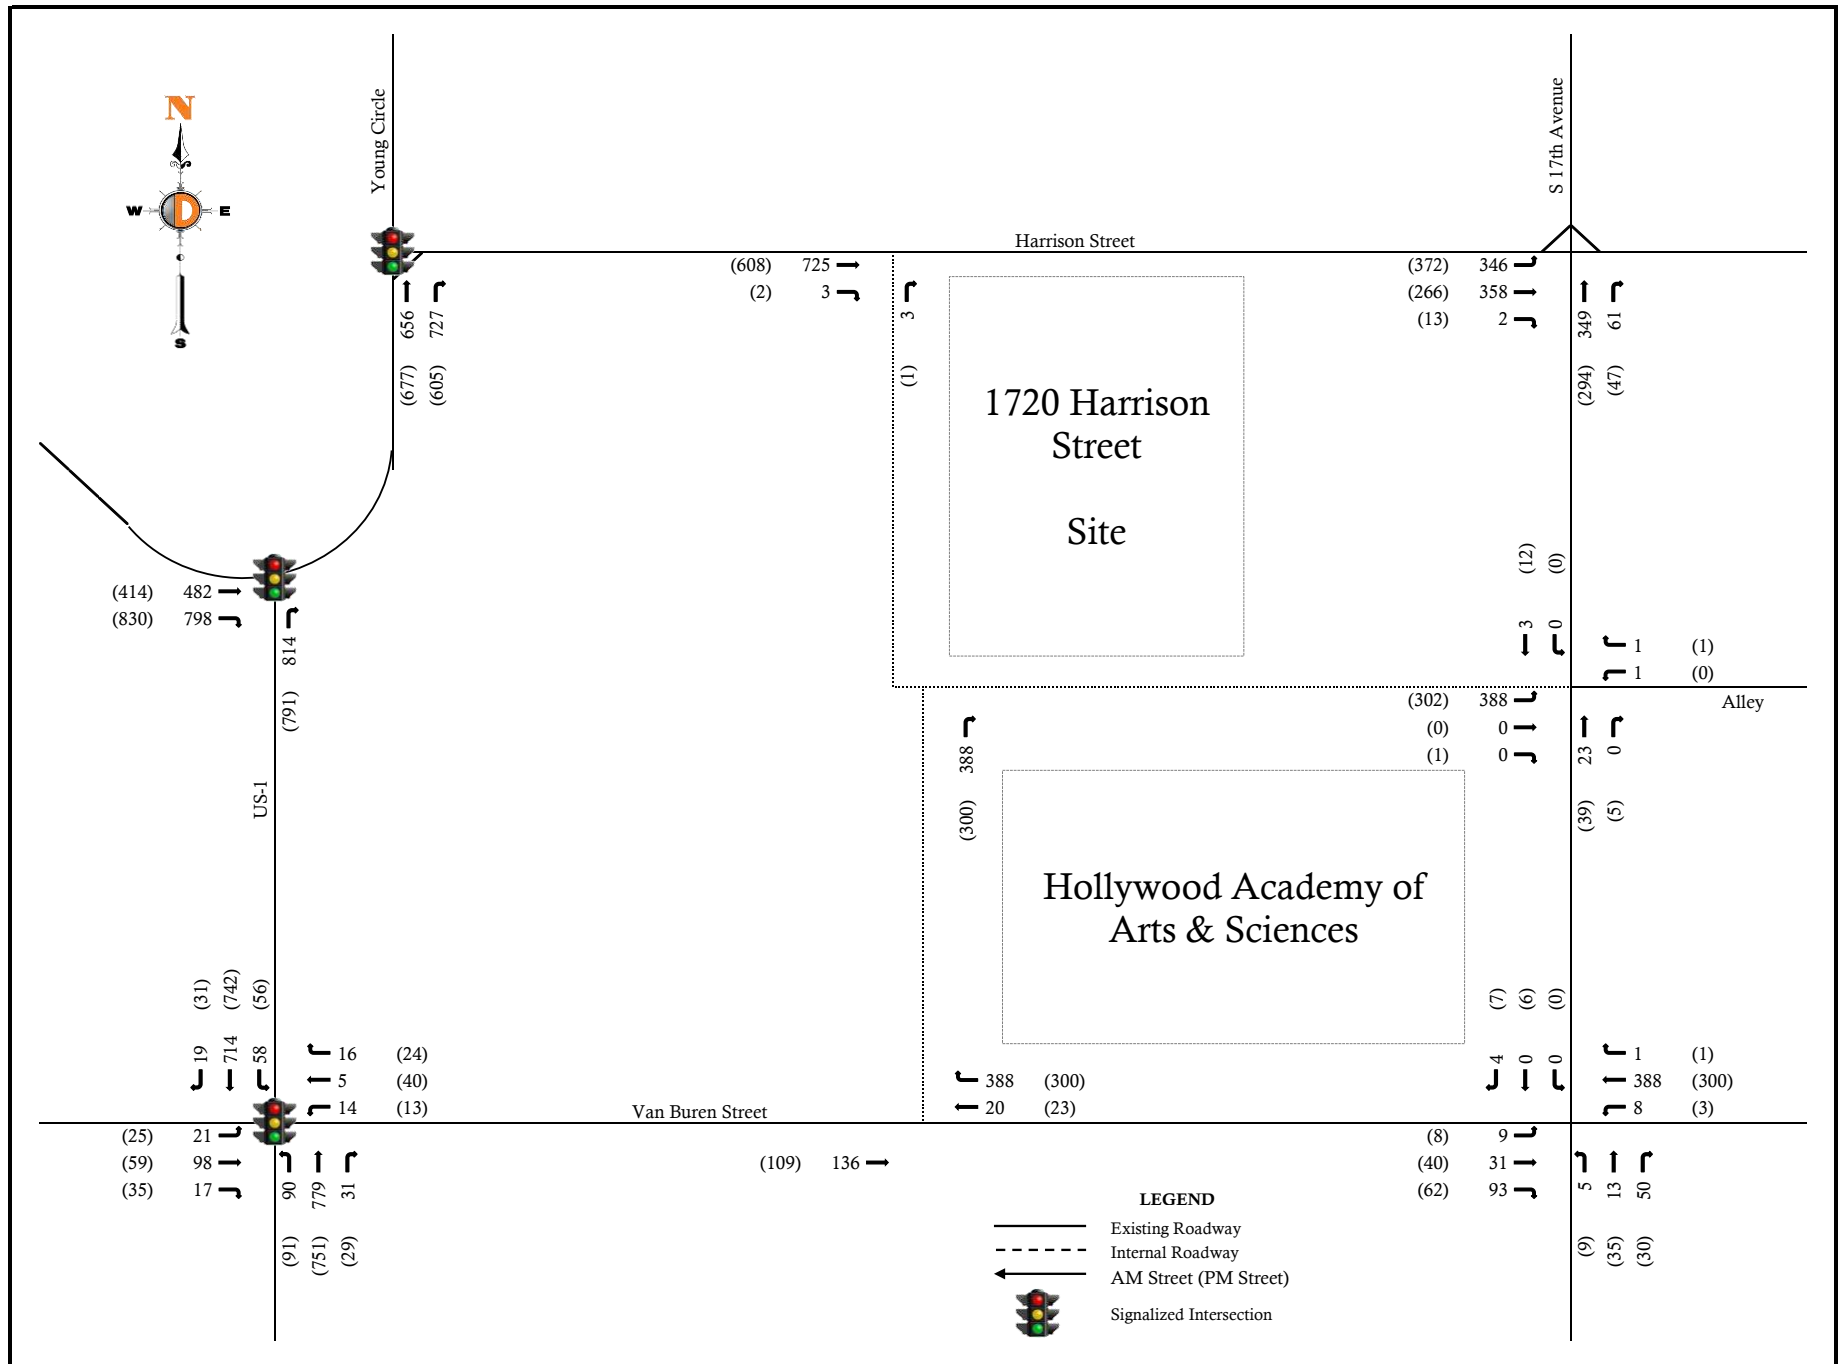 N
W D E
S
Young Circle
S 17th Avenue
Harrison Street
(608) 725
(2) 3
(372) 346
(266) 358
(13) 2
656 727
(677) (605)
3
(1)
349 61
(294) (47)
1720 Harrison
Street
Site
(414) 482
(830) 798
814
(791)
(12) (0)
3 0
1 (1)
1 (0)
Alley
(302) 388
(0) 0
(1) 0
388
(300)
23 0
(39) (5)
US-1
Hollywood Academy of
Arts & Sciences
(31) (742) (56)
19 714 58
16 (24)
5 (40)
14 (13)
Van Buren Street
388 (300)
20 (23)
(7) (6) (0)
4 0 0
1 (1)
388 (300)
8 (3)
(25) 21
(59) 98
(35) 17
90 779 31
(91) (751) (29)
(109) 136
(8) 9
(40) 31
(62) 93
5 13 50
(9) (35) (30)
LEGEND
Existing Roadway
Internal Roadway
AM Street (PM Street)
Signalized Intersection